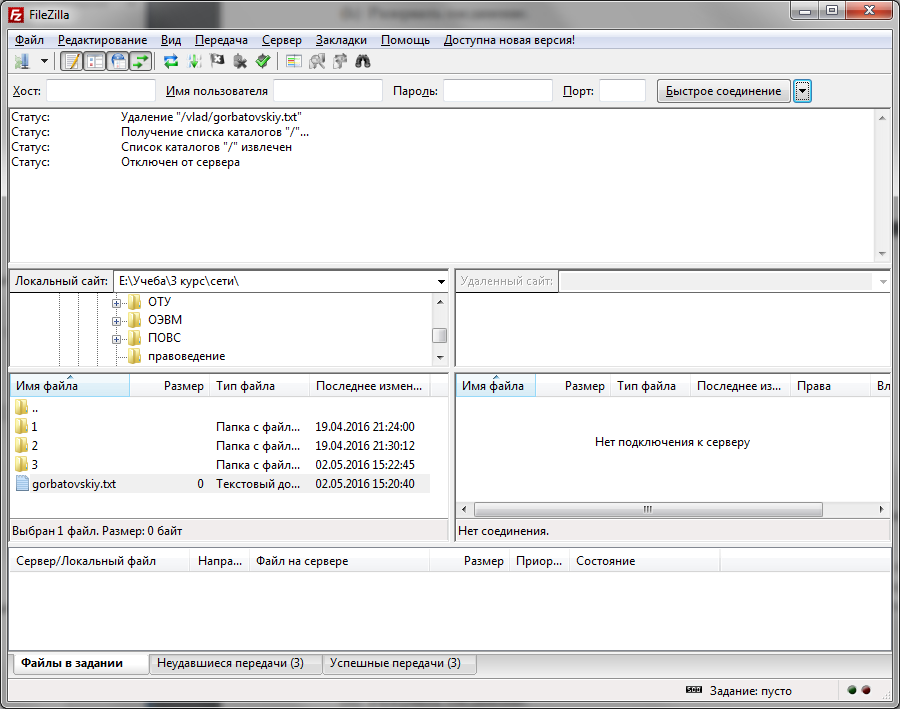 FileZilla
Файл Редактирование Вид Передача Сервер Закладки Помощь Доступна новая версия!
Хост: Имя пользователя Пароль: Порт: Быстрое соединение
Статус: Удаление "/vlad/gorbatovskiy.txt"
Статус: Получение списка каталогов "/"...
Статус: Список каталогов "/" извлечен
Статус: Отключен от сервера
Локальный сайт: E:\Учеба\3 курс\сети\ Удаленный сайт:
ОТУ
ОЭВМ
ПОВС
правоведение
Имя файла Размер Тип файла Последнее измен... Имя файла Размер Тип файла Последнее из... Права Вл
..
1 Папка с файл... 19.04.2016 21:24:00
2 Папка с файл... 19.04.2016 21:30:12
Нет подключения к серверу
3 Папка с файл... 02.05.2016 15:22:45
gorbatovskiy.txt 0 Текстовый до... 02.05.2016 15:20:40
Выбран 1 файл. Размер: 0 байт Нет соединения.
Сервер/Локальный файл Напра... Файл на сервере Размер Приор... Состояние
Файлы в задании Неудавшиеся передачи (3) Успешные передачи (3)
Задание: пусто